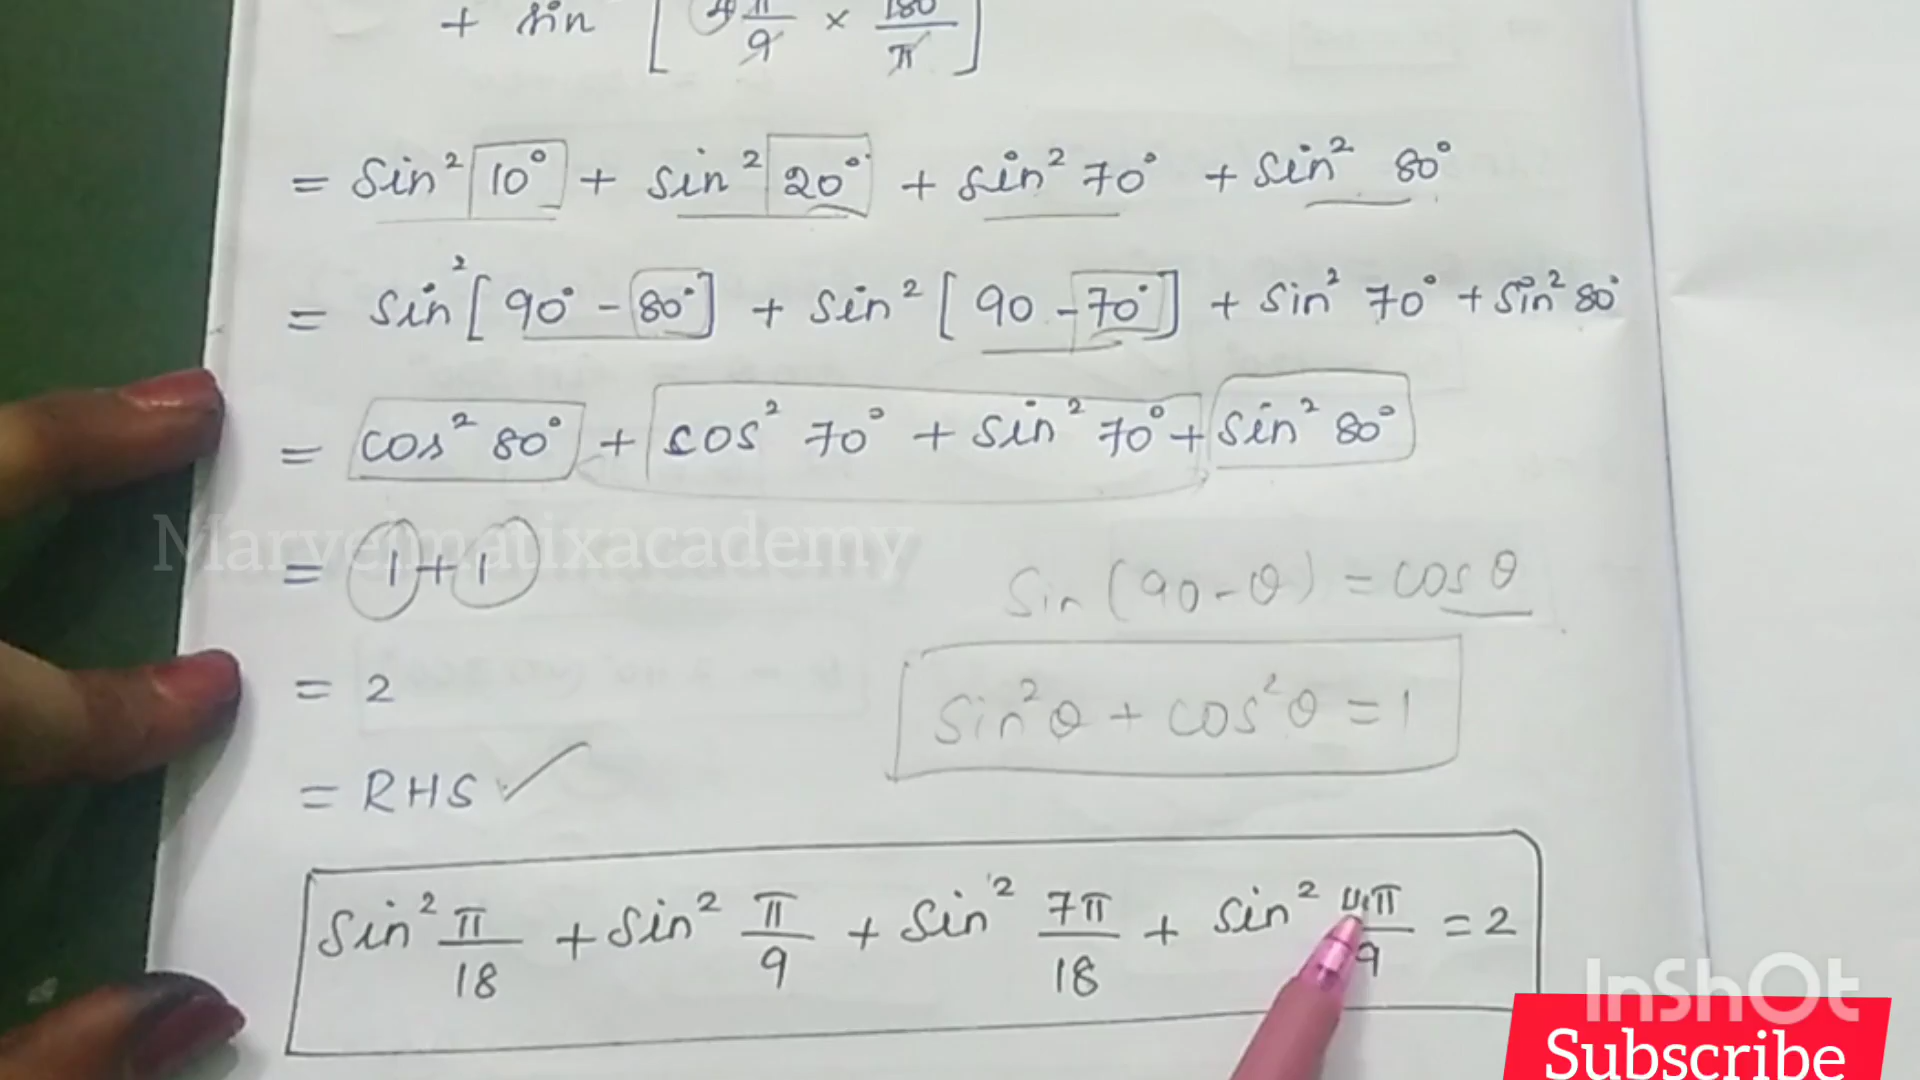 + sin [ 4π/9 × 180/π ]
= Sin² 10° + sin² 20° + sin² 70° + sin² 80°
= Sin² [90° - 80°] + sin² [90 - 70°] + sin² 70° + sin² 80°
= cos² 80° + cos² 70° + sin² 70° + sin² 80°
Marvelmatixacademy
= 1 + 1
Sin (90 - θ) = cos θ
= 2
Sin²θ + cos²θ = 1
= RHS ✓
Sin² π/18 + sin² π/9 + sin² 7π/18 + sin² 4π/9 = 2
InShOt
Subscribe